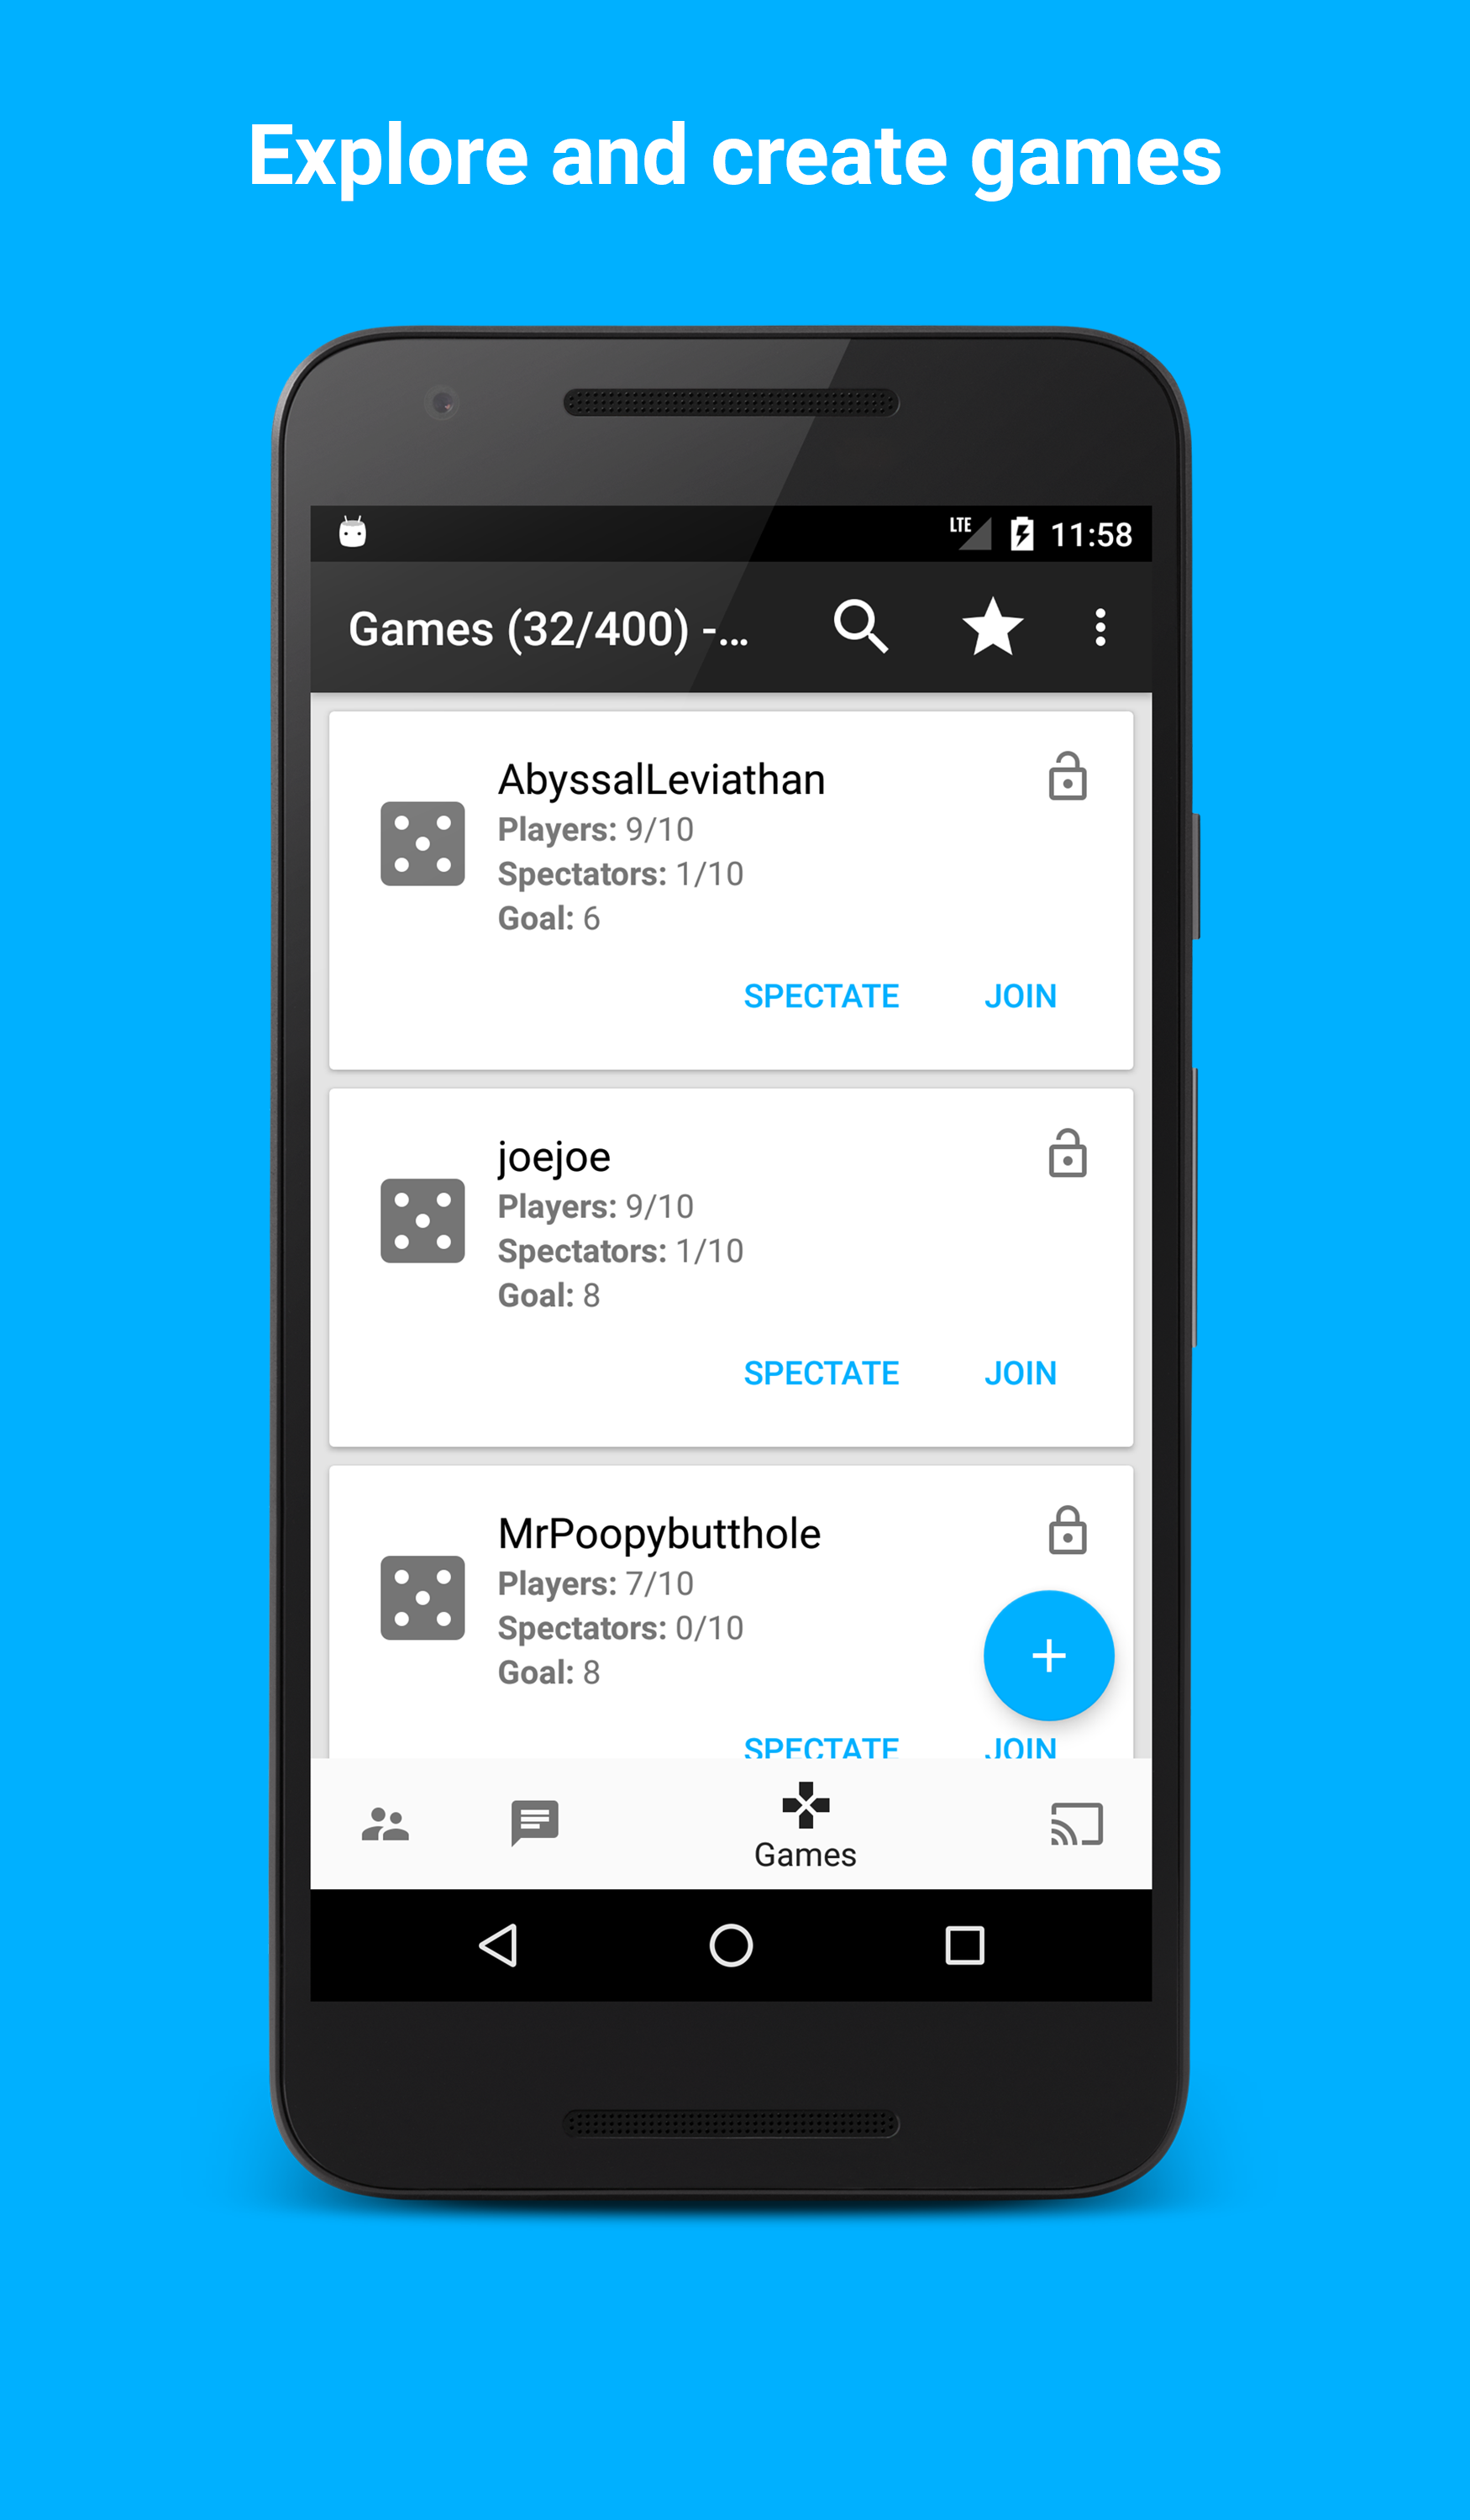 Explore and create games
LTE 11:58
Games (32/400) -...
AbyssalLeviathan
Players: 9/10
Spectators: 1/10
Goal: 6
SPECTATE JOIN
joejoe
Players: 9/10
Spectators: 1/10
Goal: 8
SPECTATE JOIN
MrPoopybutthole
Players: 7/10
Spectators: 0/10
Goal: 8
SPECTATE JOIN
Games